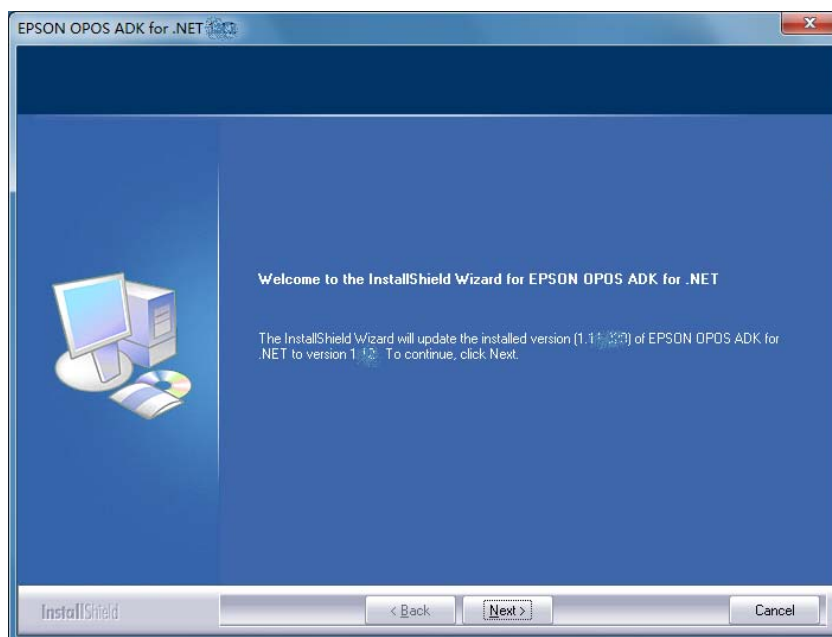 EPSON OPOS ADK for .NET
Welcome to the InstallShield Wizard for EPSON OPOS ADK for .NET
The InstallShield Wizard will update the installed version of EPSON OPOS ADK for
.NET to version To continue, click Next.
InstallShield
< Back
Next >
Cancel